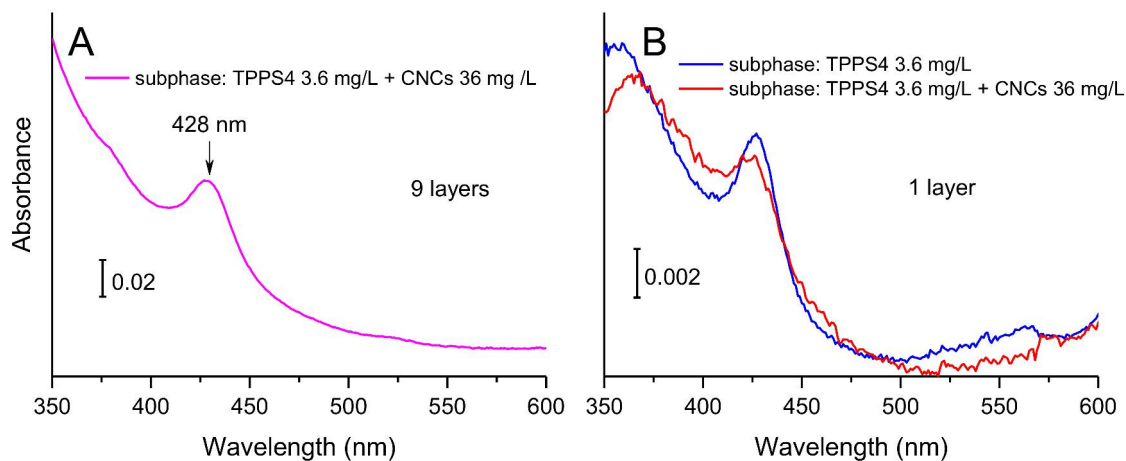 A
subphase: TPPS4 3.6 mg/L + CNCs 36 mg /L
428 nm
9 layers
0.02
Absorbance
350 400 450 500 550 600
Wavelength (nm)
B
subphase: TPPS4 3.6 mg/L
subphase: TPPS4 3.6 mg/L + CNCs 36 mg/L
1 layer
0.002
350 400 450 500 550 600
Wavelength (nm)